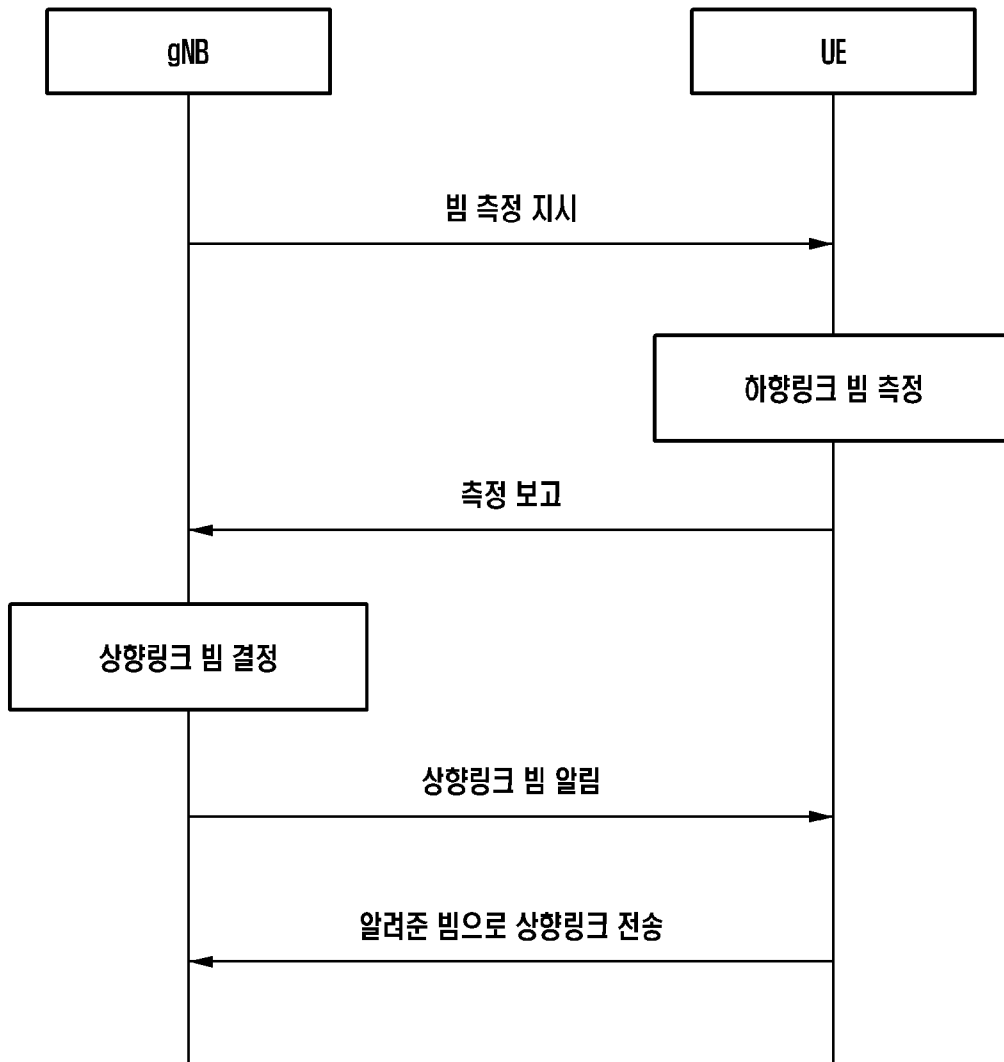 gNB
UE
빔 측정 지시
하향링크 빔 측정
측정 보고
상향링크 빔 결정
상향링크 빔 알림
알려준 빔으로 상향링크 전송